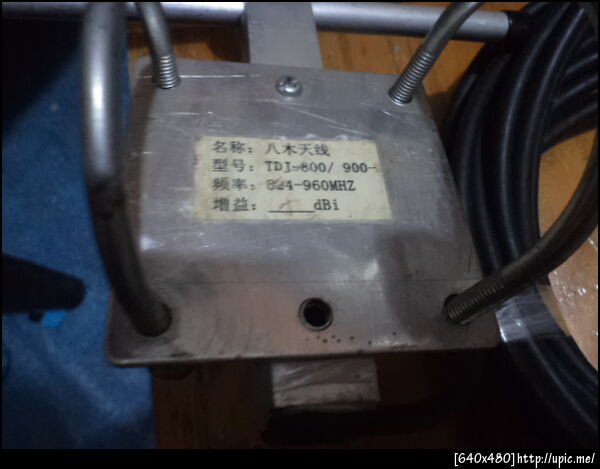 名称: 八木天线
型号: TDJ-800/ 900-
频率: 824-960MHZ
增益: ____dBi
[640x480]http://upic.me/